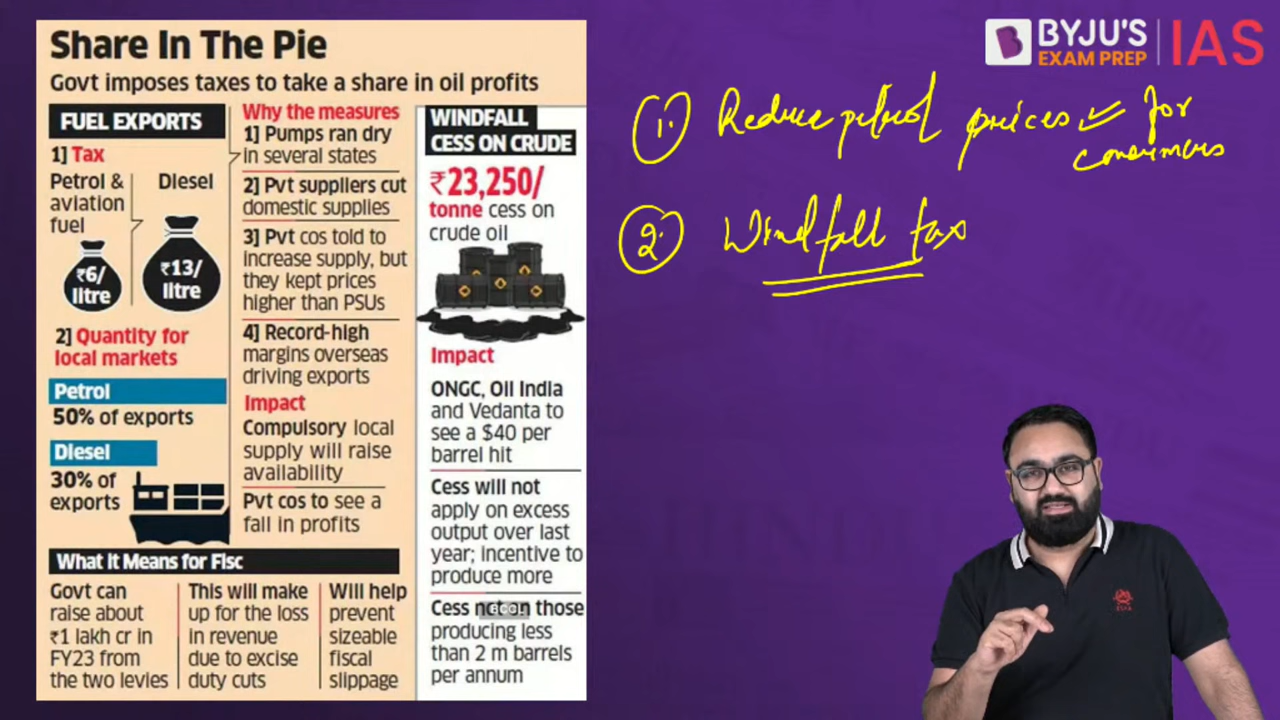 Share In The Pie
Govt imposes taxes to take a share in oil profits
FUEL EXPORTS
1] Tax
Petrol &
aviation
fuel
₹6/
litre
Diesel
₹13/
litre
2] Quantity for
local markets
Petrol
50% of exports
Diesel
30% of
exports
Why the measures
1] Pumps ran dry
in several states
2] Pvt suppliers cut
domestic supplies
3] Pvt cos told to
increase supply, but
they kept prices
higher than PSUs
4] Record-high
margins overseas
driving exports
Impact
Compulsory local
supply will raise
availability
Pvt cos to see a
fall in profits
WINDFALL
CESS ON CRUDE
₹23,250/
tonne cess on
crude oil
Impact
ONGC, Oil India
and Vedanta to
see a $40 per
barrel hit
Cess will not
apply on excess
output over last
year; incentive to
produce more
Cess not on those
producing less
than 2 m barrels
per annum
What it Means for Fisc
Govt can
raise about
₹1 lakh cr in
FY23 from
the two levies
This will make
up for the loss
in revenue
due to excise
duty cuts
Will help
prevent
sizeable
fiscal
slippage
BYJU'S
EXAM PREP
IAS
1. Reduce petrol prices for
consumers
2. Windfall tax